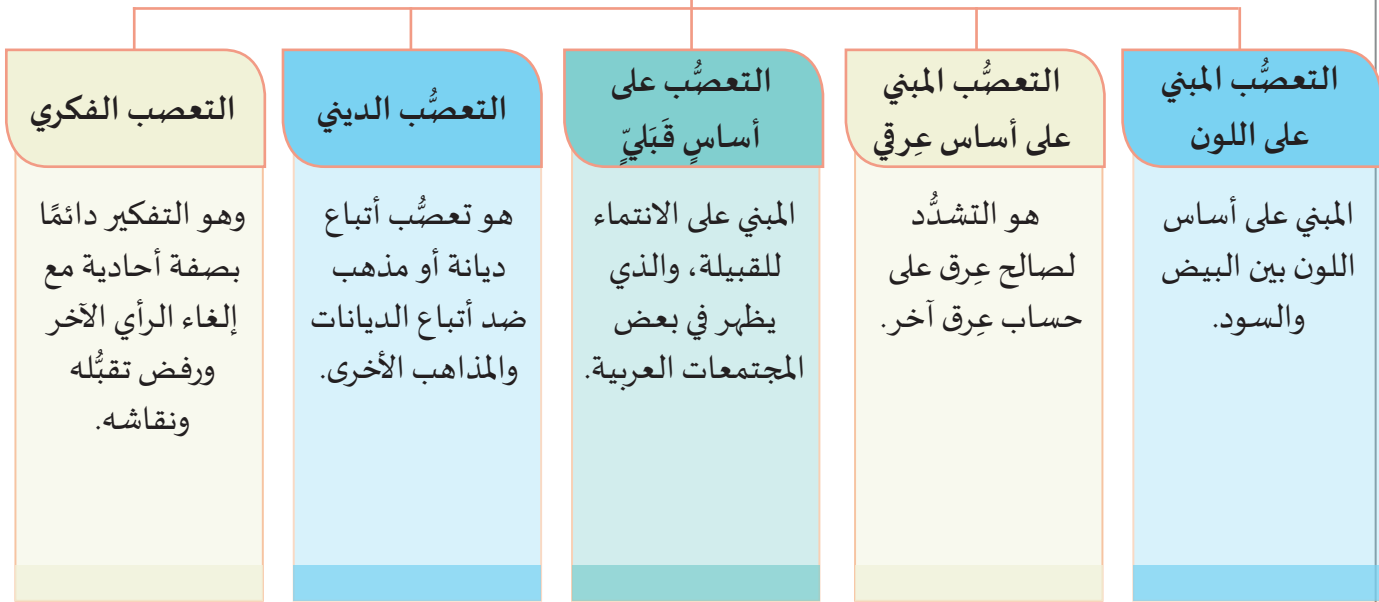 التعصُّب المبني
على اللون
المبني على أساس
اللون بين البيض
والسود.
التعصُّب المبني
على أساس عِرقي
هو التشدُّد
لصالح عِرق على
حساب عِرق آخر.
التعصُّب على
أساسٍ قَبَليٍّ
المبني على الانتماء
للقبيلة، والذي
يظهر في بعض
المجتمعات العربية.
التعصُّب الديني
هو تعصُّب أتباع
ديانة أو مذهب
ضد أتباع الديانات
والمذاهب الأخرى.
التعصب الفكري
وهو التفكير دائمًا
بصفة أحادية مع
إلغاء الرأي الآخر
ورفض تقبُّله
ونقاشه.